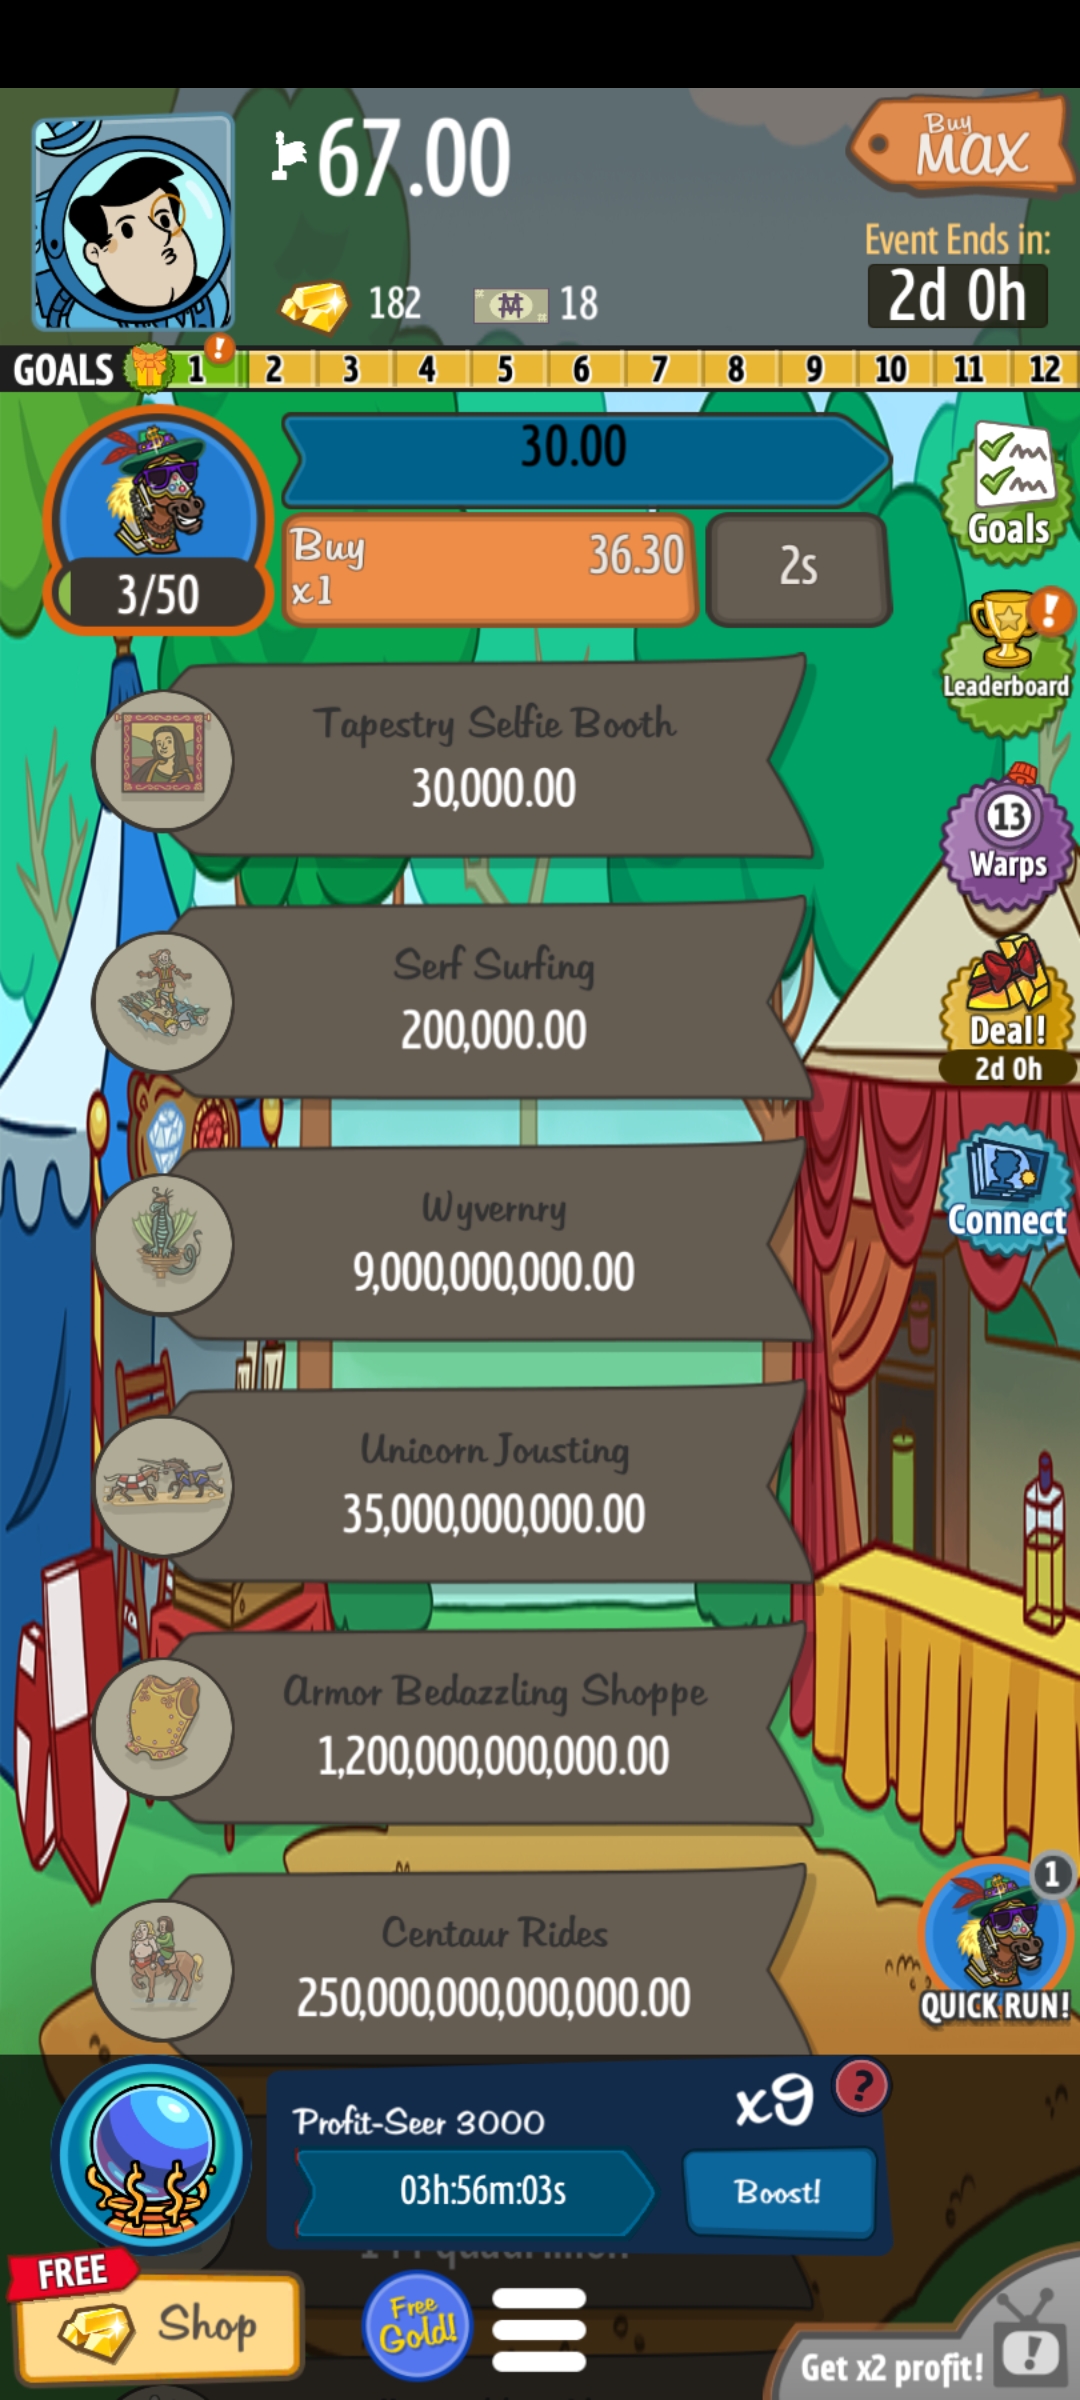 67.00
Buy
MAX
Event Ends in:
182
18
2d 0h
GOALS 1 ! 2 3 4 5 6 7 8 9 10 11 12
30.00
Buy
x1
36.30
2s
3/50
Goals
!
Leaderboard
Tapestry Selfie Booth
30,000.00
13
Warps
Serf Surfing
200,000.00
Deal!
2d 0h
Wyvernry
9,000,000,000.00
Connect
Unicorn Jousting
35,000,000,000.00
Armor Bedazzling Shoppe
1,200,000,000,000.00
Centaur Rides
250,000,000,000,000.00
1
QUICK RUN!
Profit-Seer 3000
x9
?
03h:56m:03s
Boost!
FREE
Shop
Free
Gold!
Get x2 profit!
!